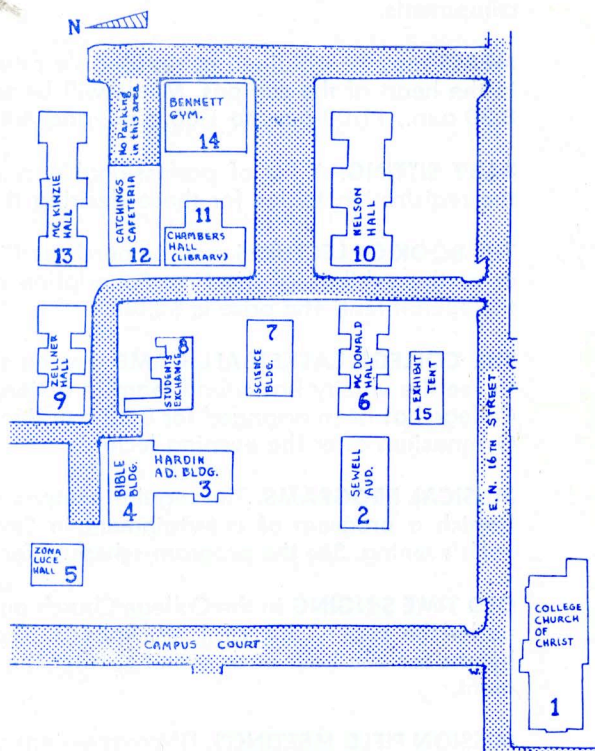 N
No Parking
in this area
BENNETT
GYM.
14
MC KINZIE
HALL
13
CATCHINGS
CAFETERIA
12
11
CHAMBERS
HALL
(LIBRARY)
NELSON
HALL
10
ZELLNER
HALL
9
8
STUDENTS
EXCHANGE
7
SCIENCE
BLDG.
MC DONALD
HALL
6
EXHIBIT
TENT
15
E. N. 16TH STREET
BIBLE
BLDG.
4
HARDIN
AD. BLDG.
3
SEWELL
AUD.
2
ZONA
LUCE
HALL
5
CAMPUS COURT
W.
COLLEGE
CHURCH
OF
CHRIST
1